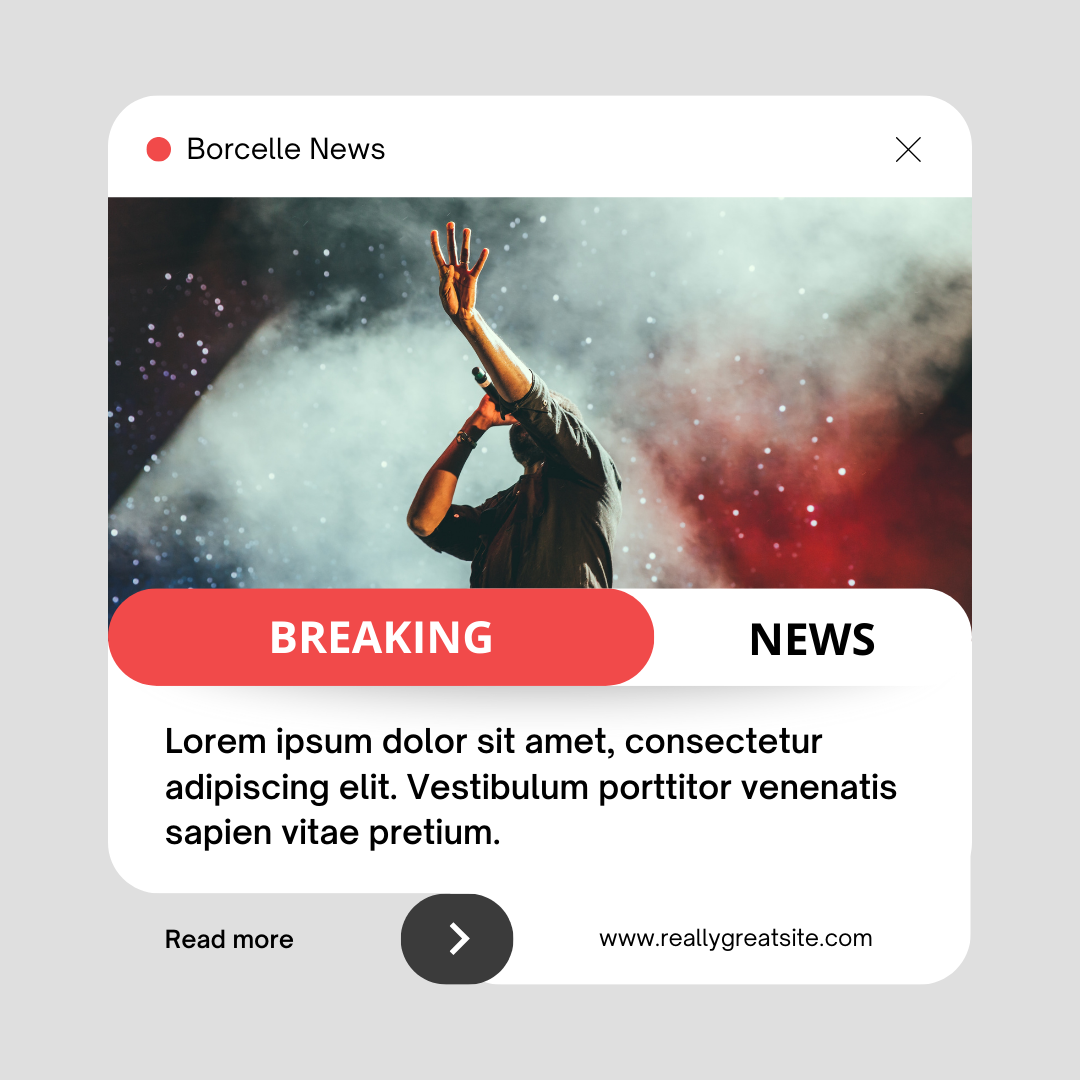 Borcelle News
BREAKING NEWS
Lorem ipsum dolor sit amet, consectetur
adipiscing elit. Vestibulum porttitor venenatis
sapien vitae pretium.
Read more
www.reallygreatsite.com